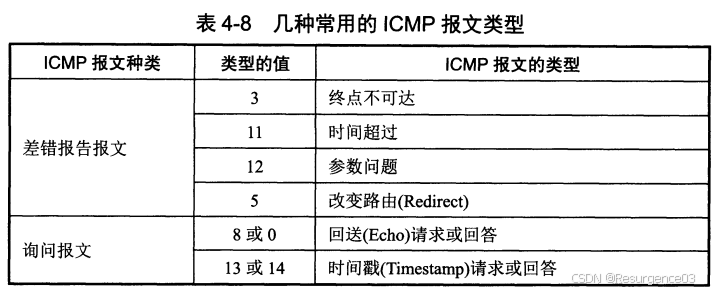 表 4-8 几种常用的 ICMP 报文类型
ICMP 报文种类 类型的值 ICMP 报文的类型
差错报告报文
3 终点不可达
11 时间超过
12 参数问题
5 改变路由(Redirect)
询问报文
8 或 0 回送(Echo)请求或回答
13 或 14 时间戳(Timestamp)请求或回答
CSDN @Resurgence03